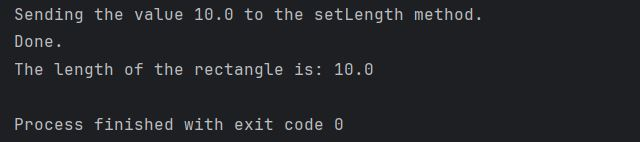 Sending the value 10.0 to the setLength method.
Done.
The length of the rectangle is: 10.0
Process finished with exit code 0